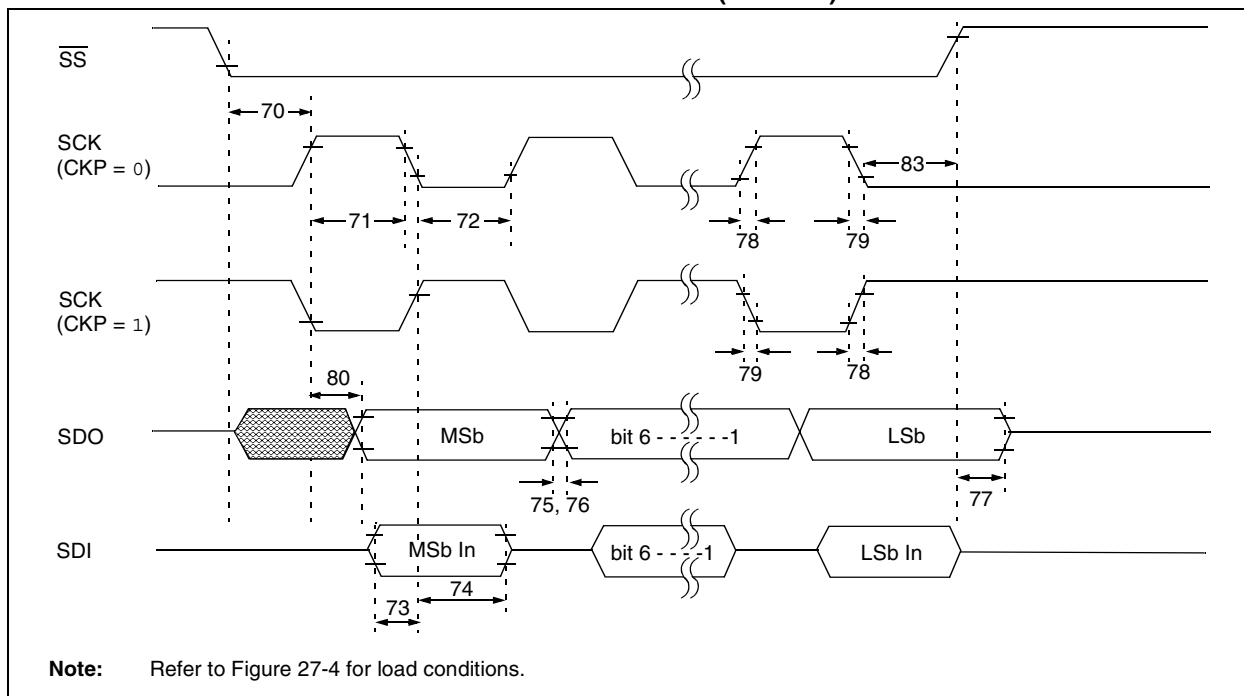 SS
70
SCK
(CKP = 0)
83
71
72
78
79
SCK
(CKP = 1)
79
78
80
SDO
MSb
bit 6 - - - - - -1
LSb
75, 76
77
SDI
MSb In
bit 6 - - - -1
LSb In
74
73
Note: Refer to Figure 27-4 for load conditions.